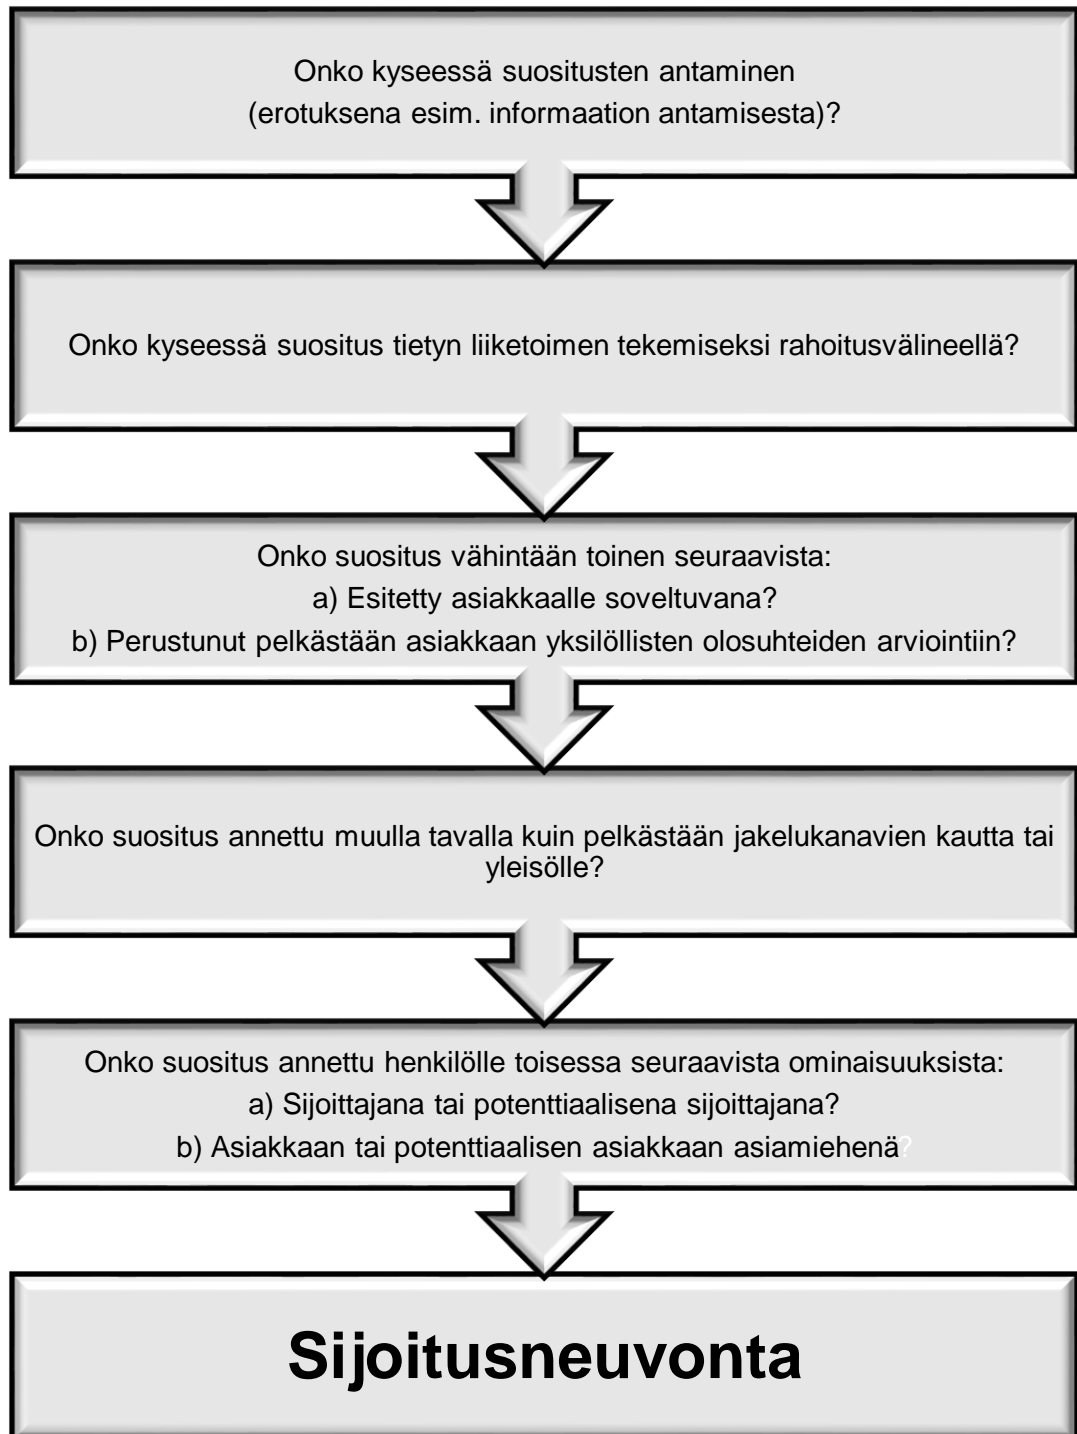 Onko kyseessä suositusten antaminen
(erotuksena esim. informaation antamisesta)?
Onko kyseessä suositus tietyn liiketoimen tekemiseksi rahoitusvälineellä?
Onko suositus vähintään toinen seuraavista:
a) Esitetty asiakkaalle soveltuvana?
b) Perustunut pelkästään asiakkaan yksilöllisten olosuhteiden arviointiin?
Onko suositus annettu muulla tavalla kuin pelkästään jakelukanavien kautta tai
yleisölle?
Onko suositus annettu henkilölle toisessa seuraavista ominaisuuksista:
a) Sijoittajana tai potenttiaalisena sijoittajana?
b) Asiakkaan tai potenttiaalisen asiakkaan asiamiehenä?
Sijoitusneuvonta